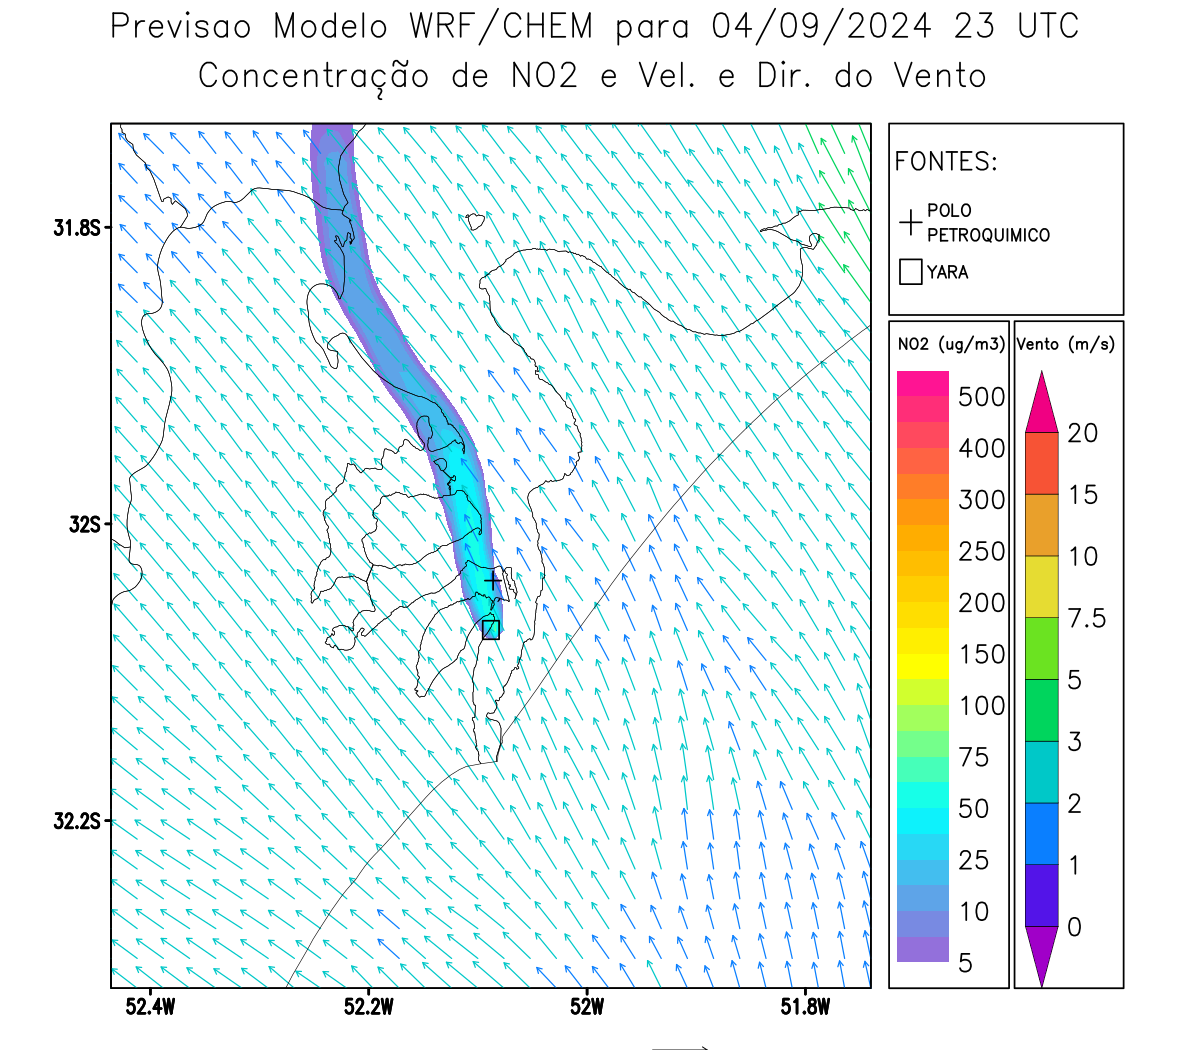 Previsao Modelo WRF/CHEM para 04/09/2024 23 UTC
Concentração de NO2 e Vel. e Dir. do Vento
FONTES:
POLO
PETROQUIMICO
YARA
31.8S
32S
32.2S
52.4W
52.2W
52W
51.8W
NO2 (ug/m3)
500
400
300
250
200
150
100
75
50
25
10
5
Vento (m/s)
20
15
10
7.5
5
3
2
1
0